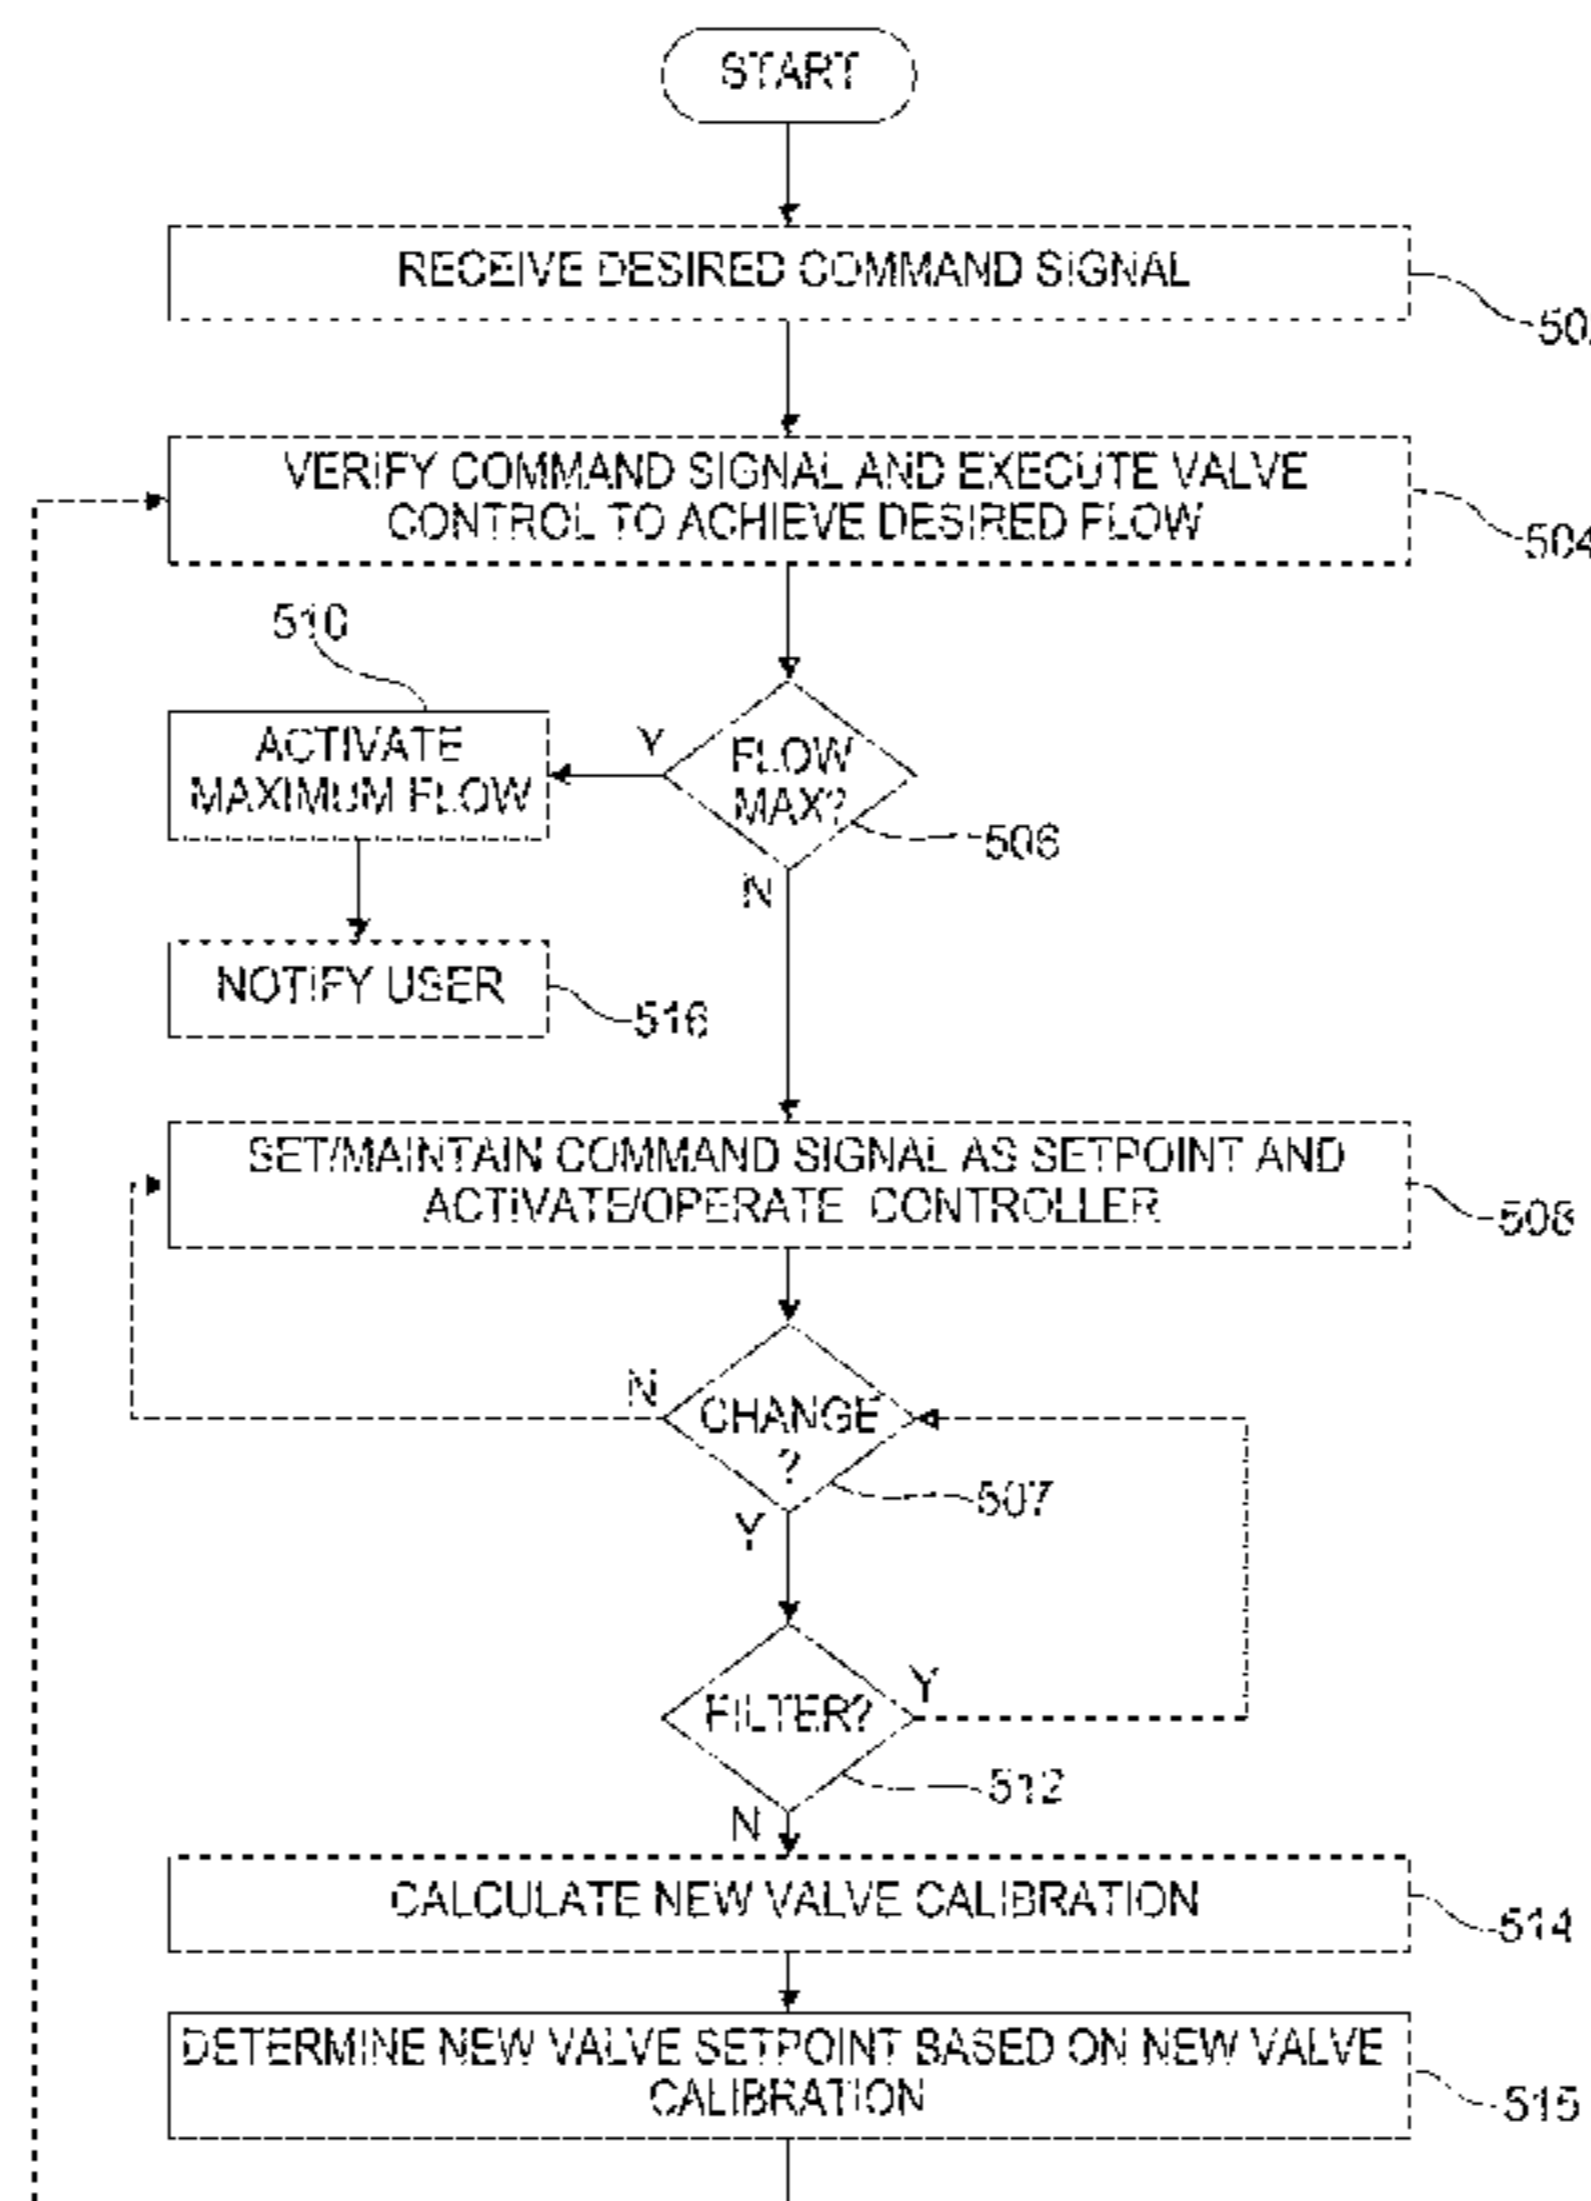 START
RECEIVE DESIRED COMMAND SIGNAL
VERIFY COMMAND SIGNAL AND EXECUTE VALVE
CONTROL TO ACHIEVE DESIRED FLOW
504
510
ACTIVATE
MAXIMUM FLOW
Y
FLOW
MAX?
506
N
NOTIFY USER
516
SET/MAINTAIN COMMAND SIGNAL AS SETPOINT AND
ACTIVATE/OPERATE CONTROLLER
508
N
CHANGE
?
507
Y
FILTER?
Y
512
N
CALCULATE NEW VALVE CALIBRATION
514
DETERMINE NEW VALVE SETPOINT BASED ON NEW VALVE
CALIBRATION
515